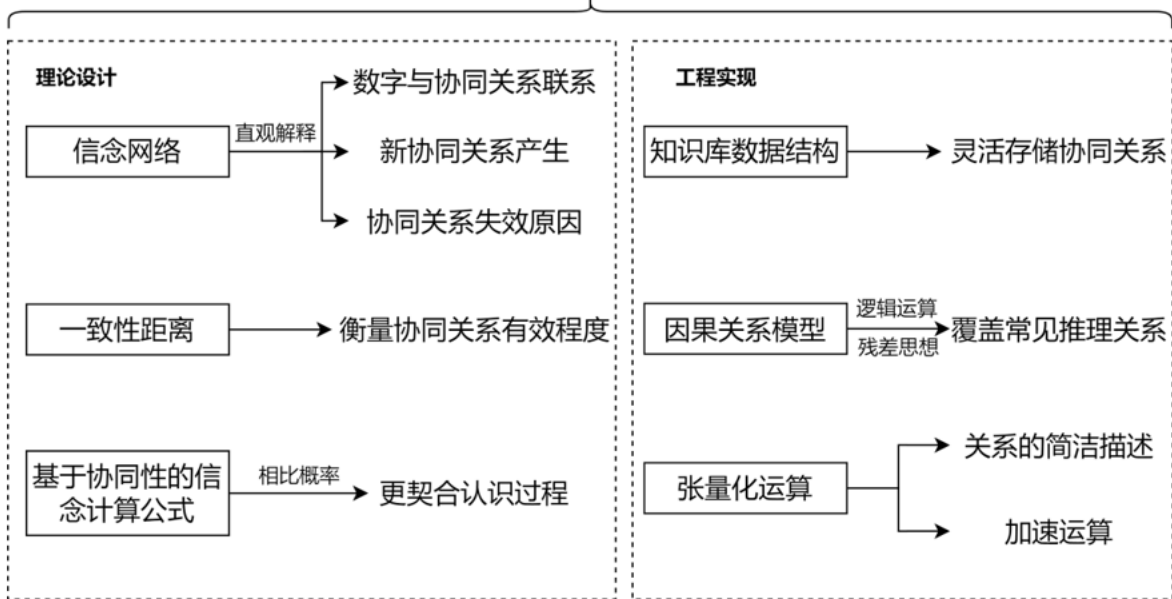 理论设计
信念网络
直观解释
数字与协同关系联系
新协同关系产生
协同关系失效原因
一致性距离
衡量协同关系有效程度
基于协同性的信
念计算公式
相比概率
更契合认识过程
工程实现
知识库数据结构
灵活存储协同关系
因果关系模型
逻辑运算
残差思想
覆盖常见推理关系
张量化运算
关系的简洁描述
加速运算